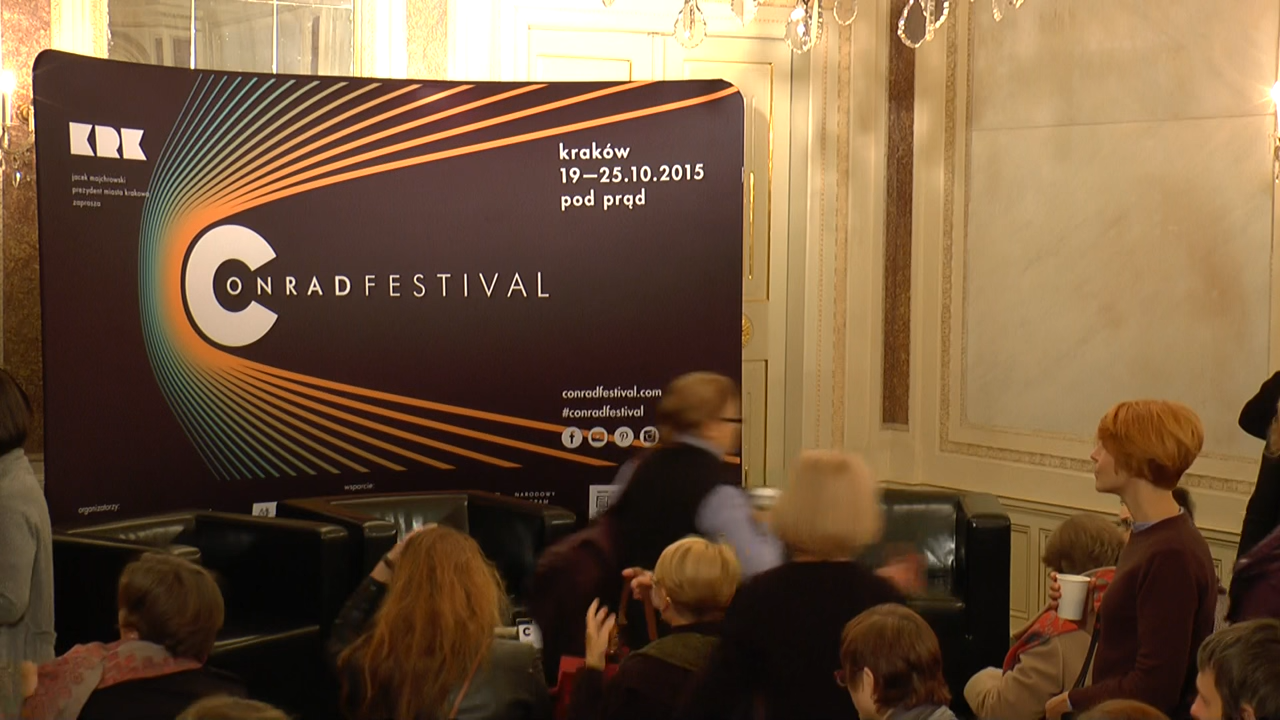 KRK
jacek majchrowski
prezydent miasta krakowa
zaprasza
kraków
19—25.10.2015
pod prąd
CONRADFESTIVAL
conradfestival.com
#conradfestival
wsparcie:
organizatorzy:
NARODOWY
C